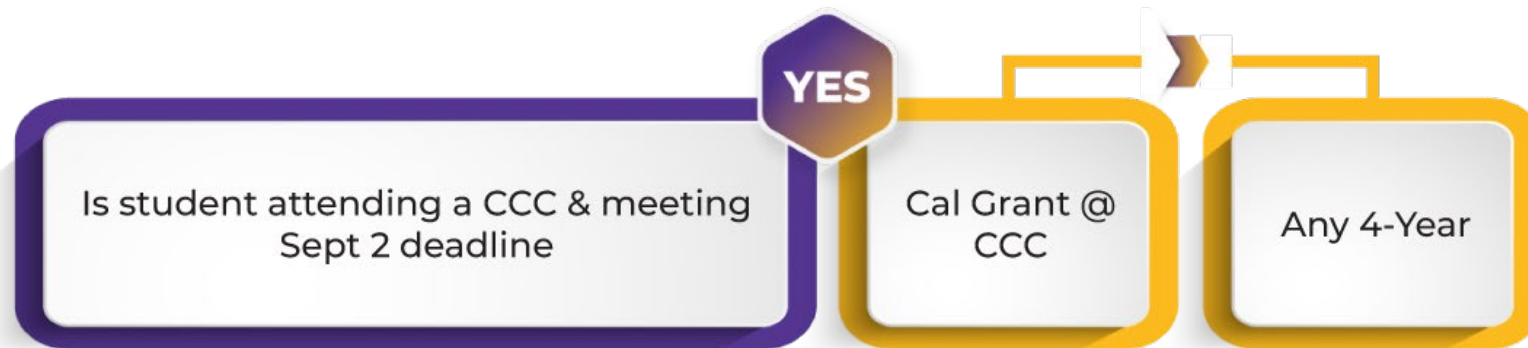 YES
Is student attending a CCC & meeting
Sept 2 deadline
Cal Grant @
CCC
Any 4-Year